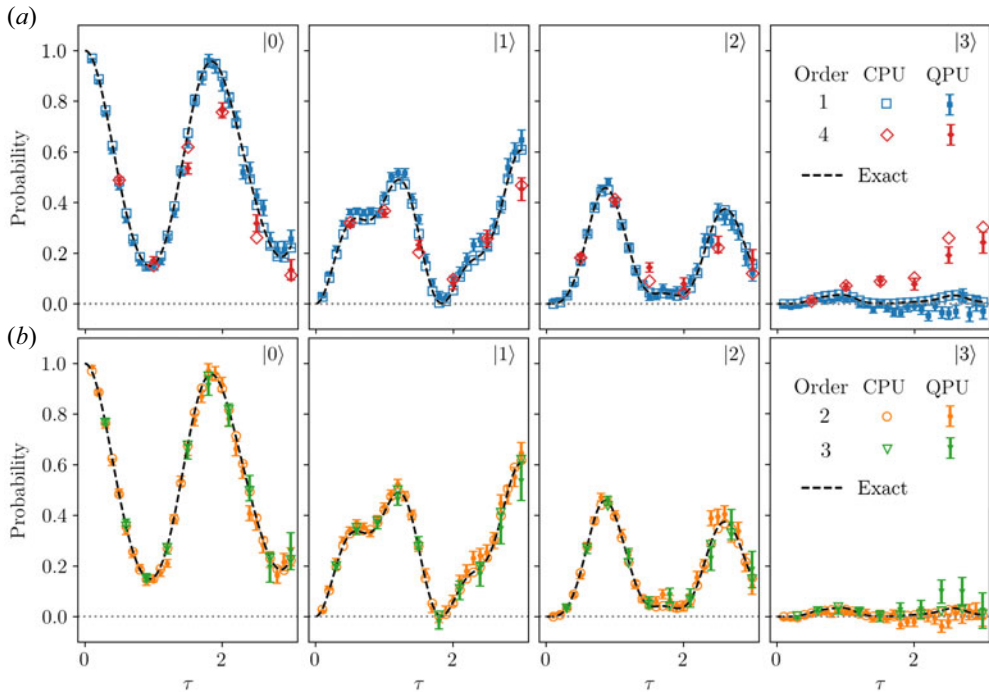 (a)
|0⟩ |1⟩ |2⟩ |3⟩
1.0
0.8
0.6
0.4
0.2
0.0
Probability
Order CPU QPU
1
4
Exact
(b)
|0⟩ |1⟩ |2⟩ |3⟩
1.0
0.8
0.6
0.4
0.2
0.0
Probability
Order CPU QPU
2
3
Exact
0 2 0 2 0 2 0 2
τ τ τ τ